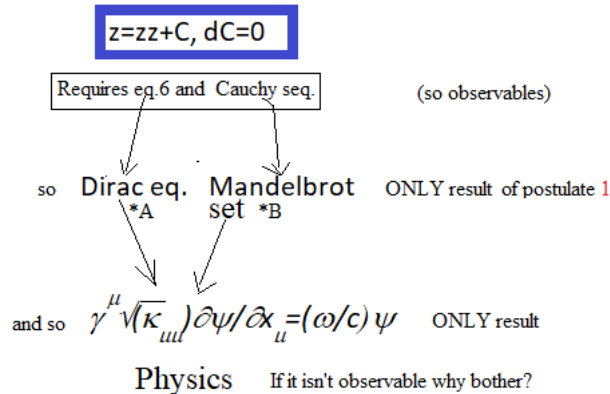 z=zz+C, dC=0
Requires eq.6 and Cauchy seq. (so observables)
so Dirac eq. Mandelbrot ONLY result of postulate 1
*A set *B
and so γ^μ √(κ_μμ)∂ψ/∂x_μ=(ω/c) ψ ONLY result
Physics If it isn't observable why bother?